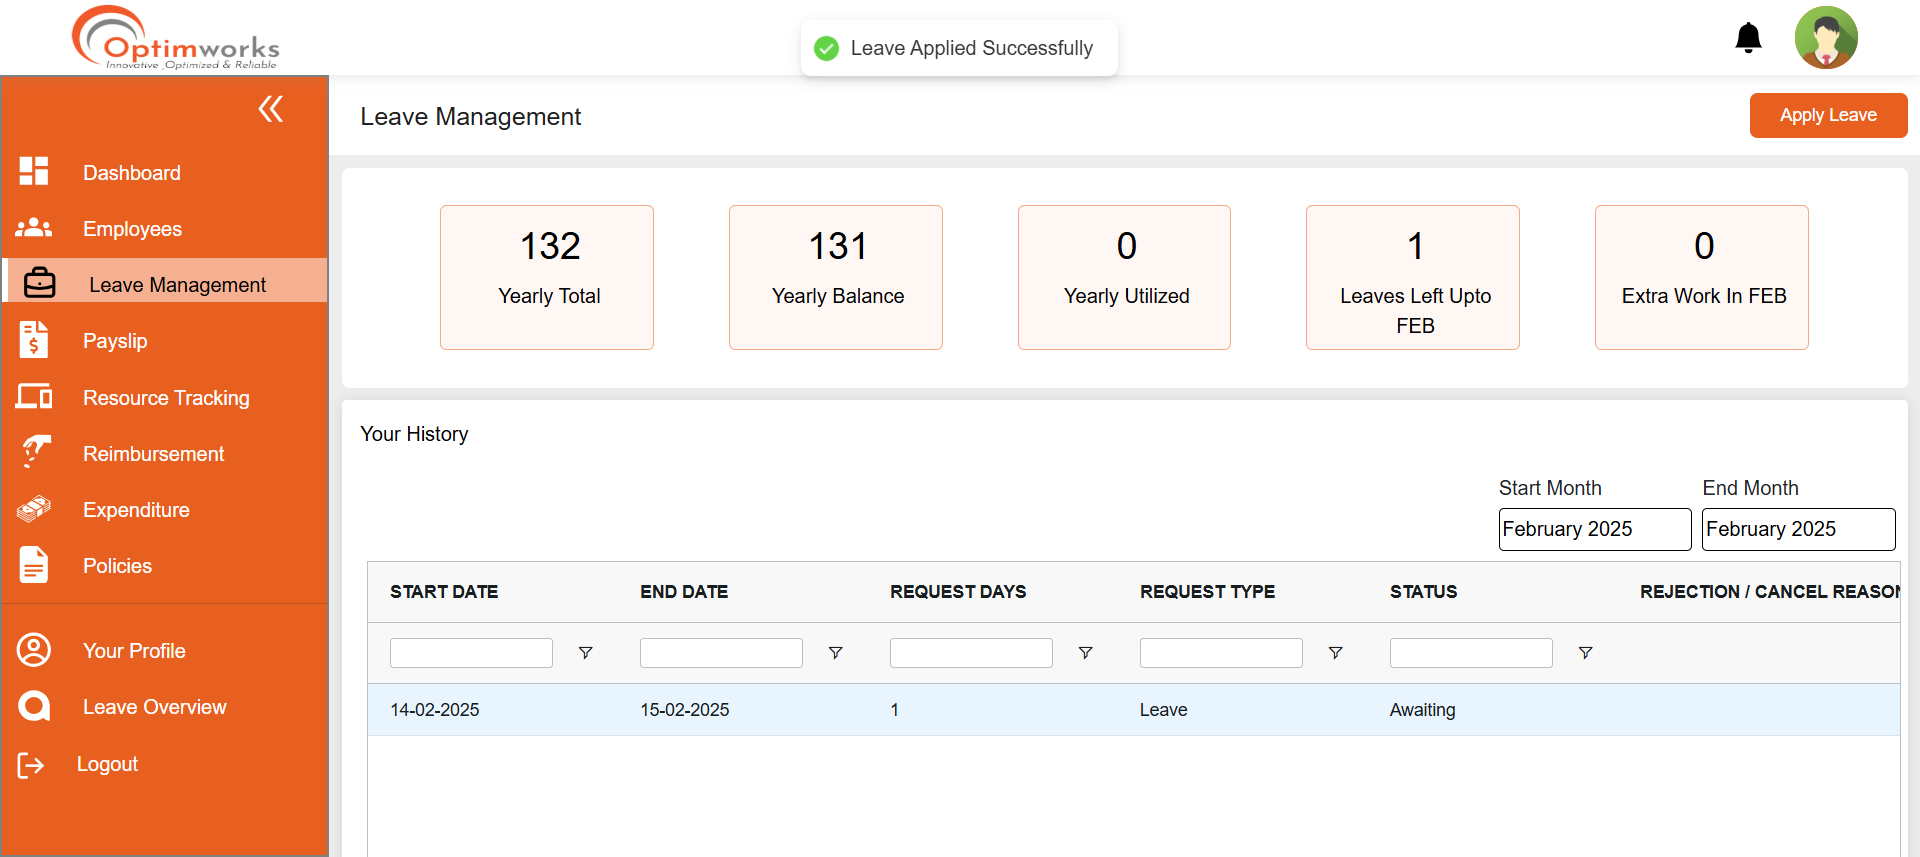 Optimworks
Innovative ,Optimized & Reliable
Leave Applied Successfully
Dashboard
Employees
Leave Management
Payslip
Resource Tracking
Reimbursement
Expenditure
Policies
Your Profile
Leave Overview
Logout
Leave Management
Apply Leave
132
Yearly Total
131
Yearly Balance
0
Yearly Utilized
1
Leaves Left Upto
FEB
0
Extra Work In FEB
Your History
Start Month
End Month
February 2025
February 2025
START DATE END DATE REQUEST DAYS REQUEST TYPE STATUS REJECTION / CANCEL REASON
14-02-2025 15-02-2025 1 Leave Awaiting